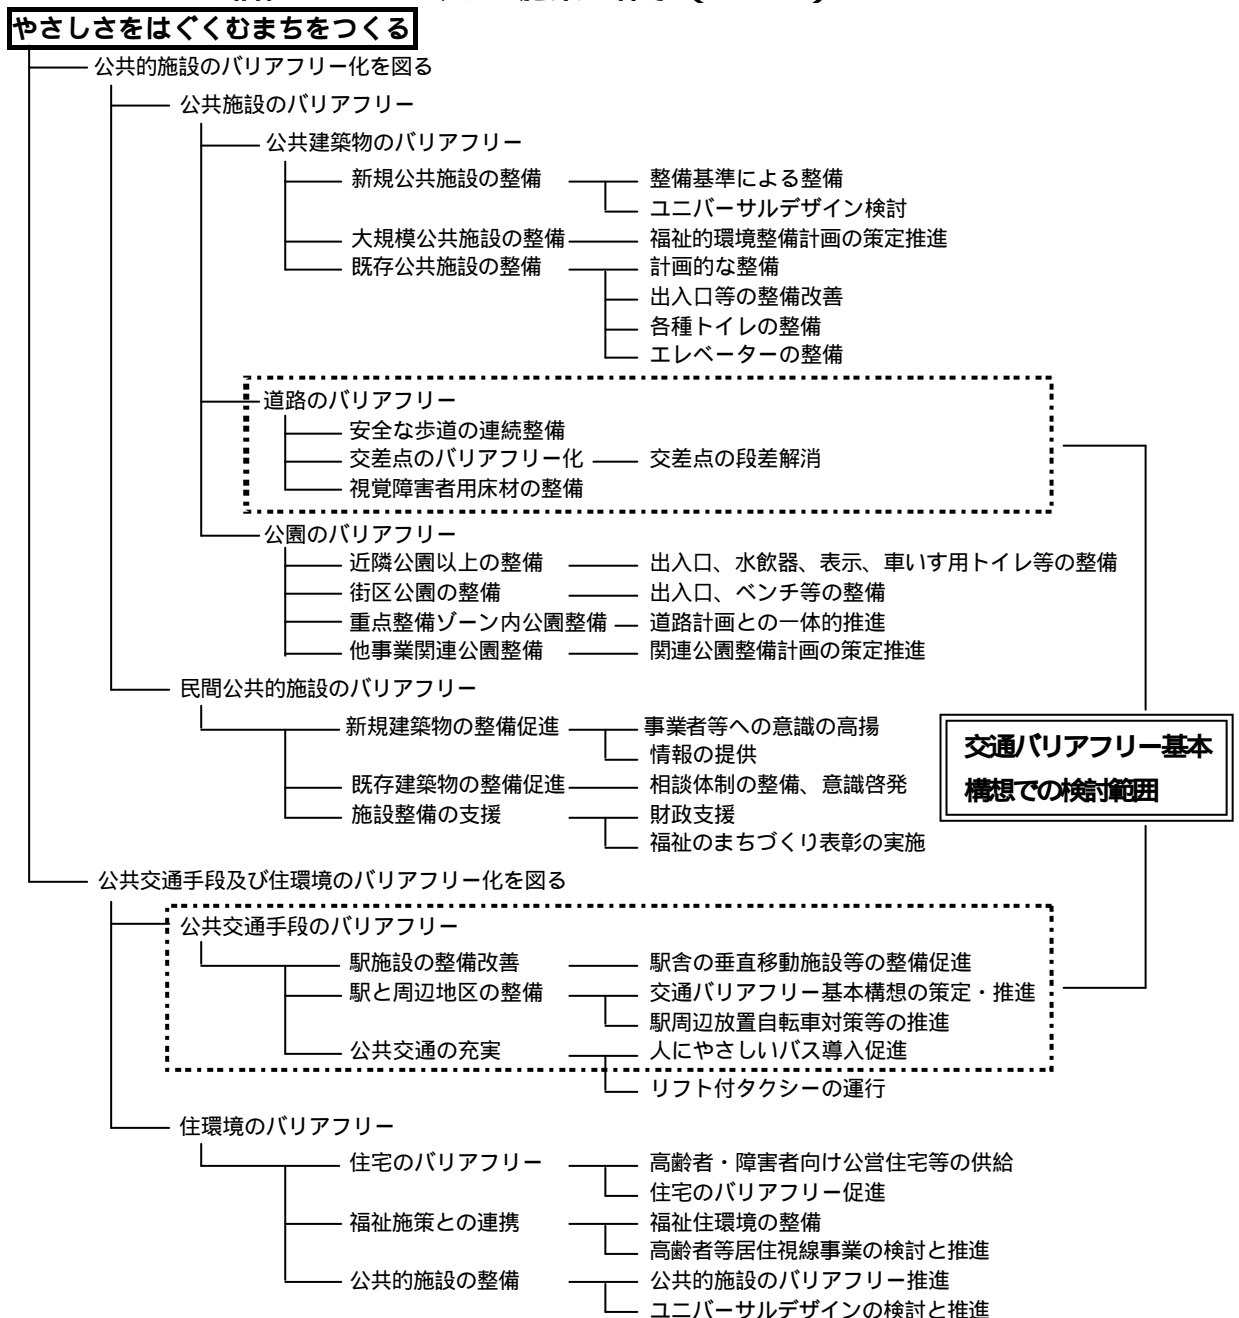 やさしさをはぐくむまちをつくる
公共的施設のバリアフリー化を図る
公共施設のバリアフリー
公共建築物のバリアフリー
新規公共施設の整備 整備基準による整備
ユニバーサルデザイン検討
大規模公共施設の整備 福祉的環境整備計画の策定推進
既存公共施設の整備 計画的な整備
出入口等の整備改善
各種トイレの整備
エレベーターの整備
道路のバリアフリー
安全な歩道の連続整備
交差点のバリアフリー化 交差点の段差解消
視覚障害者用床材の整備
公園のバリアフリー
近隣公園以上の整備 出入口、水飲器、表示、車いす用トイレ等の整備
街区公園の整備 出入口、ベンチ等の整備
重点整備ゾーン内公園整備 道路計画との一体的推進
他事業関連公園整備 関連公園整備計画の策定推進
民間公共的施設のバリアフリー
新規建築物の整備促進 事業者等への意識の高揚
情報の提供
既存建築物の整備促進 相談体制の整備、意識啓発
施設整備の支援 財政支援
福祉のまちづくり表彰の実施
交通バリアフリー基本
構想での検討範囲
公共交通手段及び住環境のバリアフリー化を図る
公共交通手段のバリアフリー
駅施設の整備改善 駅舎の垂直移動施設等の整備促進
駅と周辺地区の整備 交通バリアフリー基本構想の策定・推進
駅周辺放置自転車対策等の推進
公共交通の充実 人にやさしいバス導入促進
リフト付タクシーの運行
住環境のバリアフリー
住宅のバリアフリー 高齢者・障害者向け公営住宅等の供給
住宅のバリアフリー促進
福祉施策との連携 福祉住環境の整備
高齢者等居住視線事業の検討と推進
公共的施設の整備 公共的施設のバリアフリー推進
ユニバーサルデザインの検討と推進